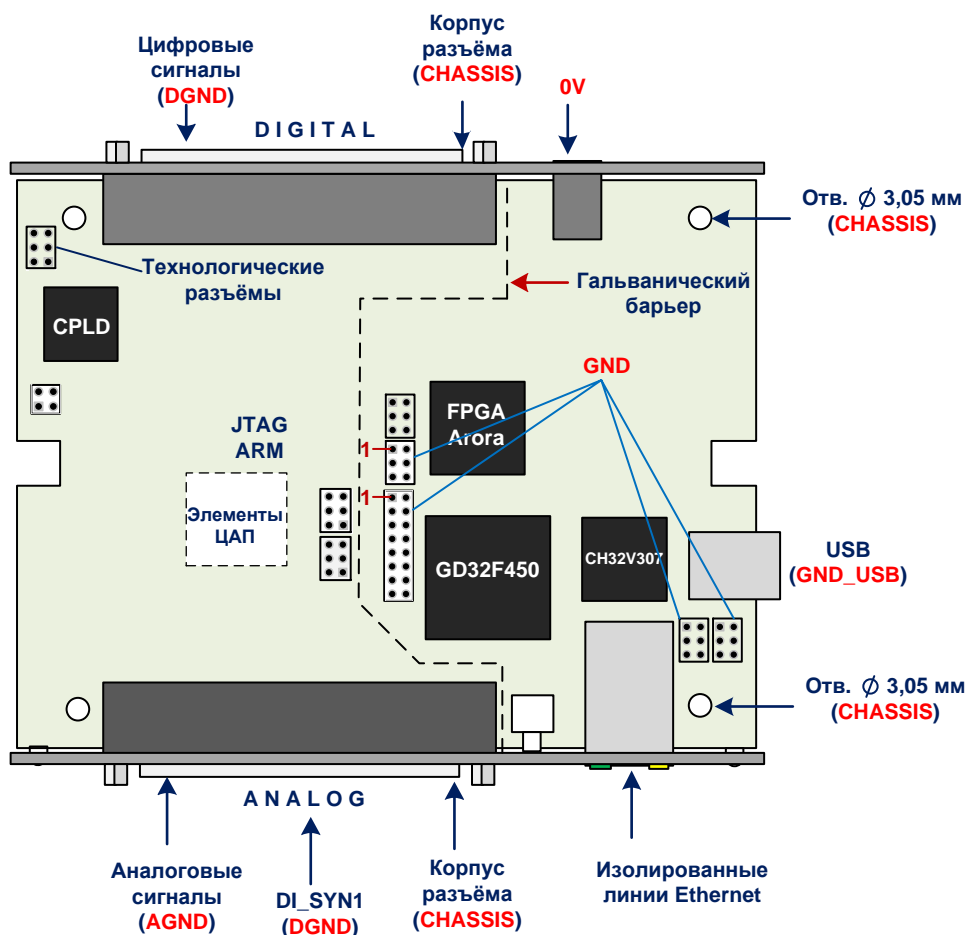 Цифровые
сигналы
(DGND)
Корпус
разъёма
(CHASSIS)
0V
DIGITAL
Отв. ϕ 3,05 мм
(CHASSIS)
Технологические
разъёмы
Гальванический
барьер
CPLD
GND
FPGA
Arora
JTAG
ARM
1
1
Элементы
ЦАП
GD32F450
CH32V307
USB
(GND_USB)
Отв. ϕ 3,05 мм
(CHASSIS)
ANALOG
Аналоговые
сигналы
(AGND)
DI_SYN1
(DGND)
Корпус
разъёма
(CHASSIS)
Изолированные
линии Ethernet